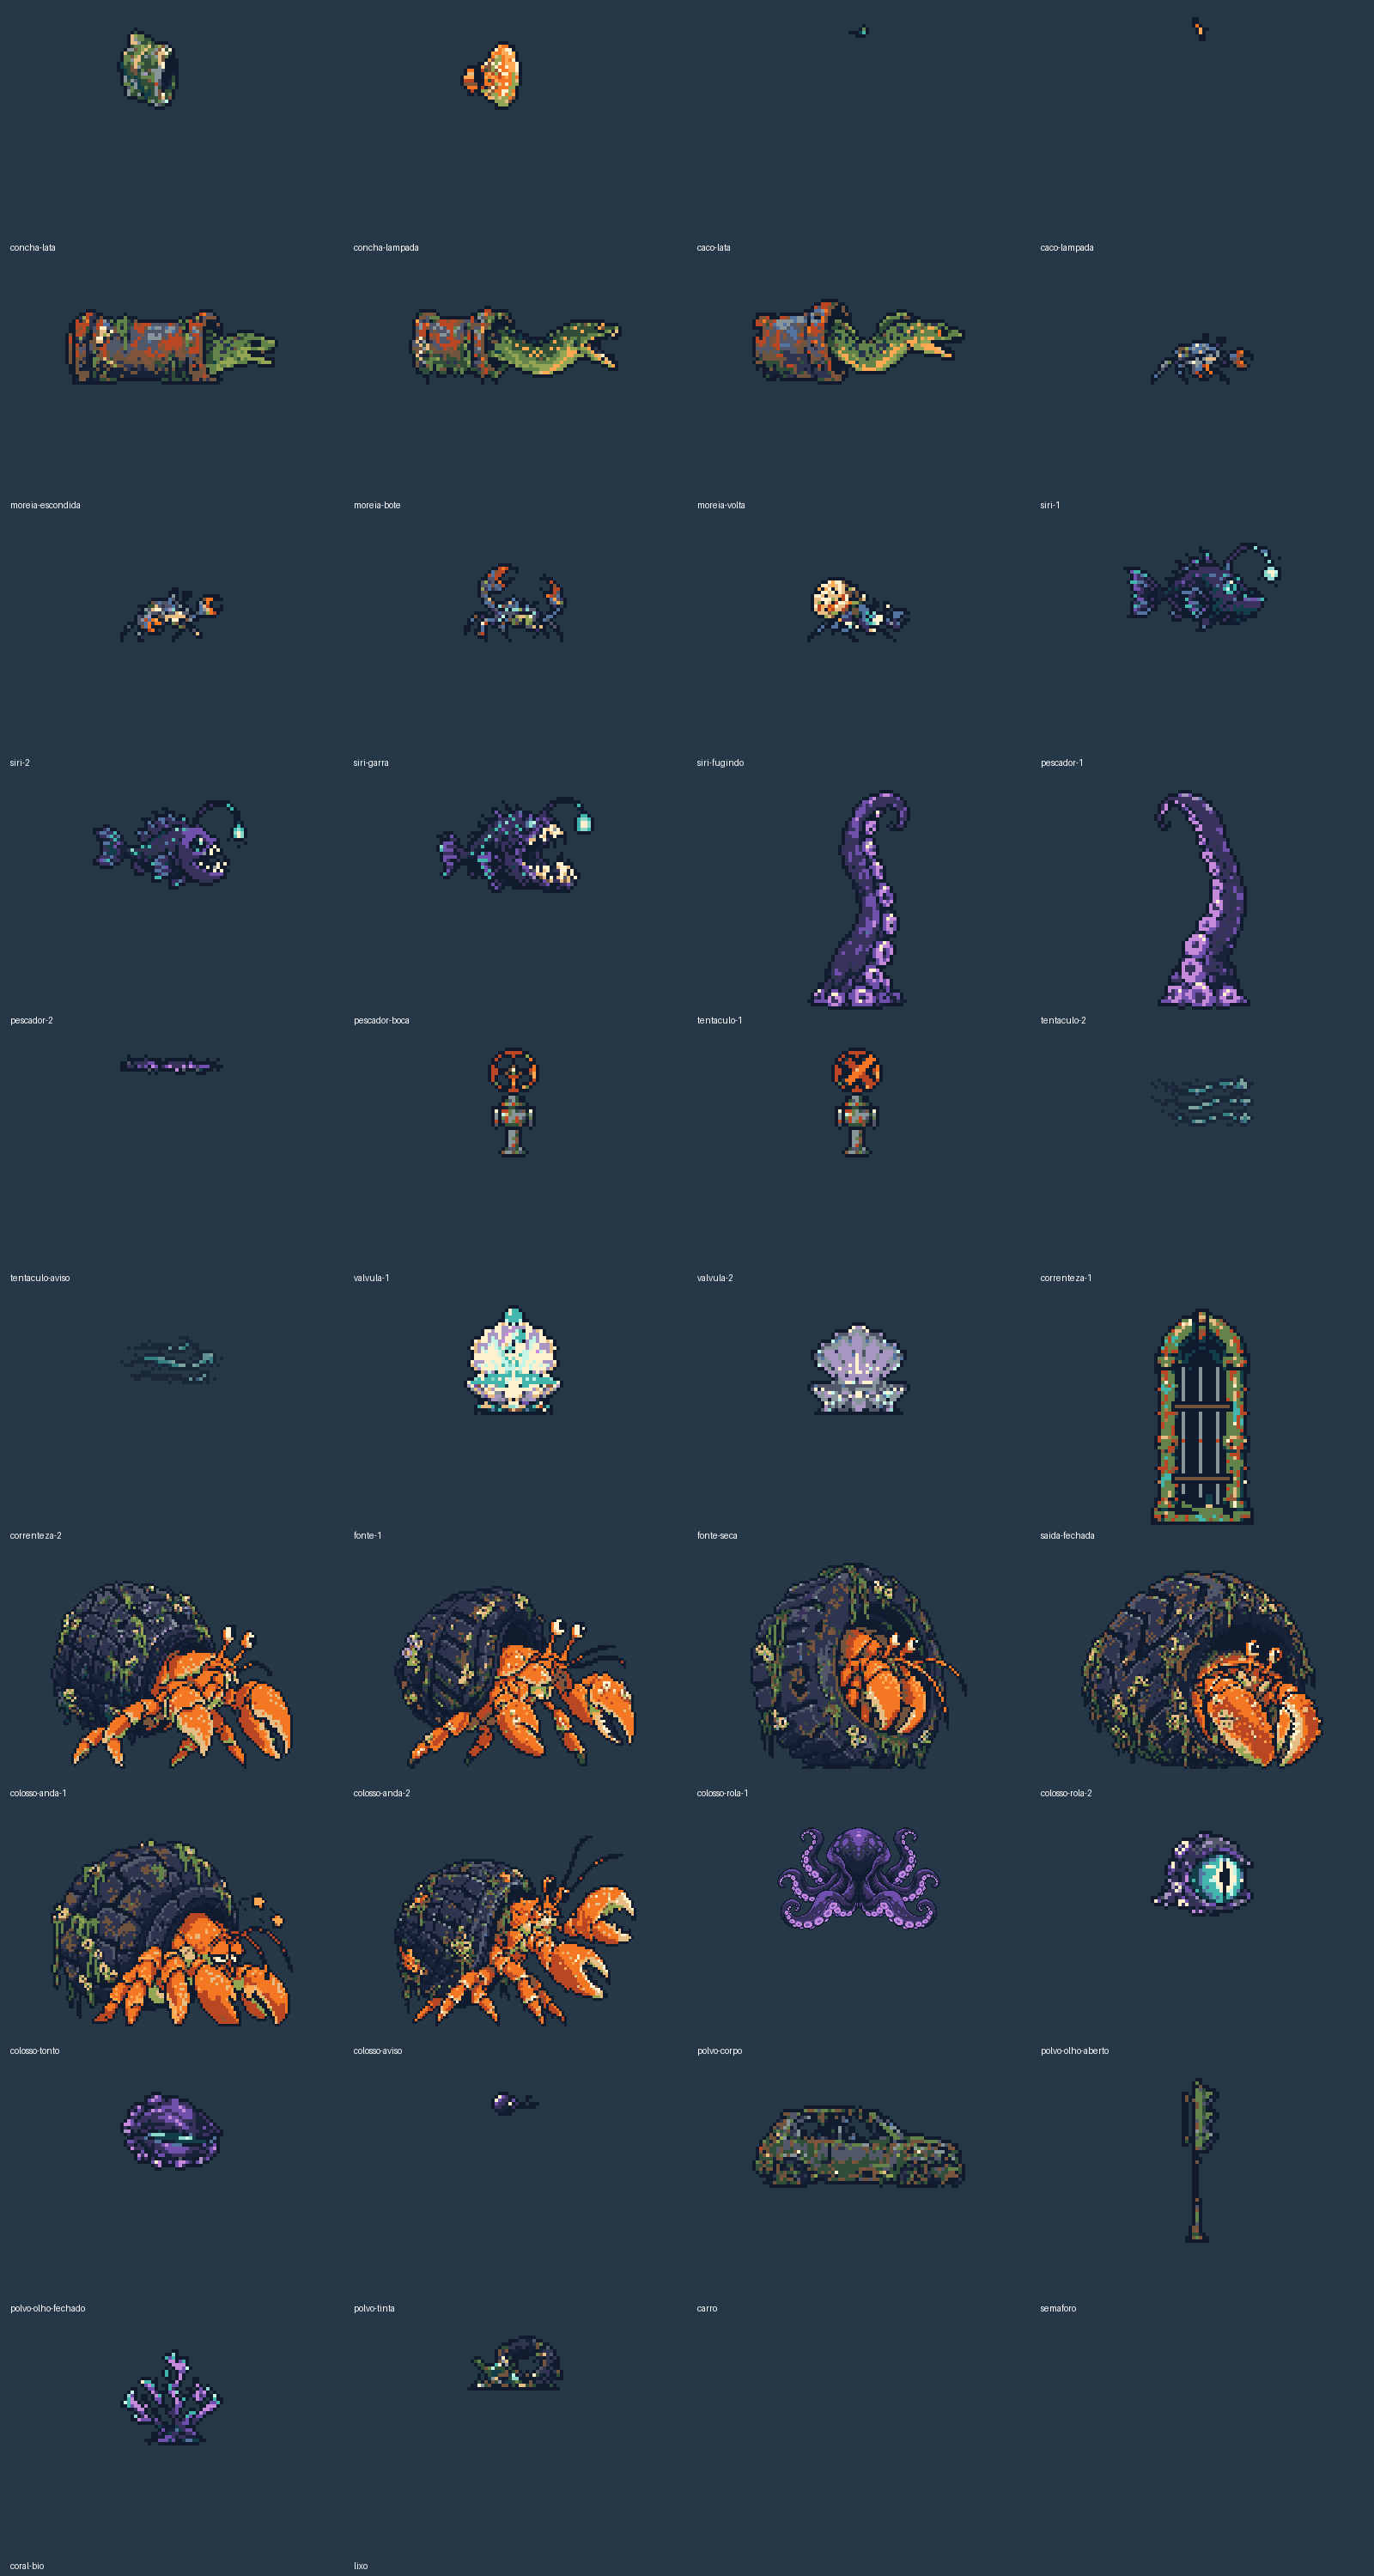 concha-lata
concha-lampada
caco-lata
caco-lampada
moreia-escondida
moreia-bote
moreia-volta
siri-1
siri-2
siri-garra
siri-fugindo
pescador-1
pescador-2
pescador-boca
tentaculo-1
tentaculo-2
tentaculo-aviso
valvula-1
valvula-2
correnteza-1
correnteza-2
fonte-1
fonte-seca
saida-fechada
colosso-anda-1
colosso-anda-2
colosso-rola-1
colosso-rola-2
colosso-tonto
colosso-aviso
polvo-corpo
polvo-olho-aberto
polvo-olho-fechado
polvo-tinta
carro
semaforo
coral-bio
lixo